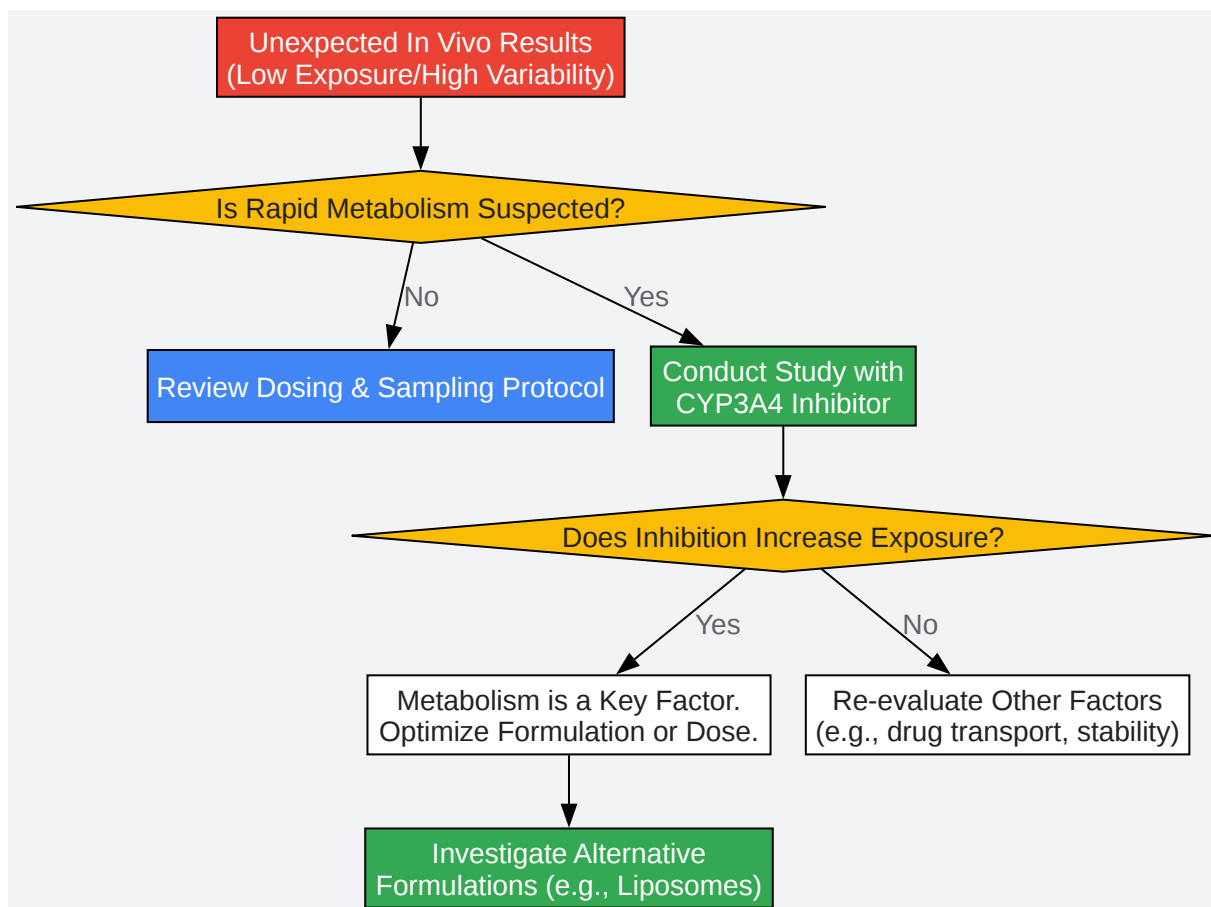 Unexpected In Vivo Results
(Low Exposure/High Variability)
Is Rapid Metabolism Suspected?
No
Yes
Review Dosing & Sampling Protocol
Conduct Study with
CYP3A4 Inhibitor
Does Inhibition Increase Exposure?
Yes
No
Metabolism is a Key Factor.
Optimize Formulation or Dose.
Re-evaluate Other Factors
(e.g., drug transport, stability)
Investigate Alternative
Formulations (e.g., Liposomes)